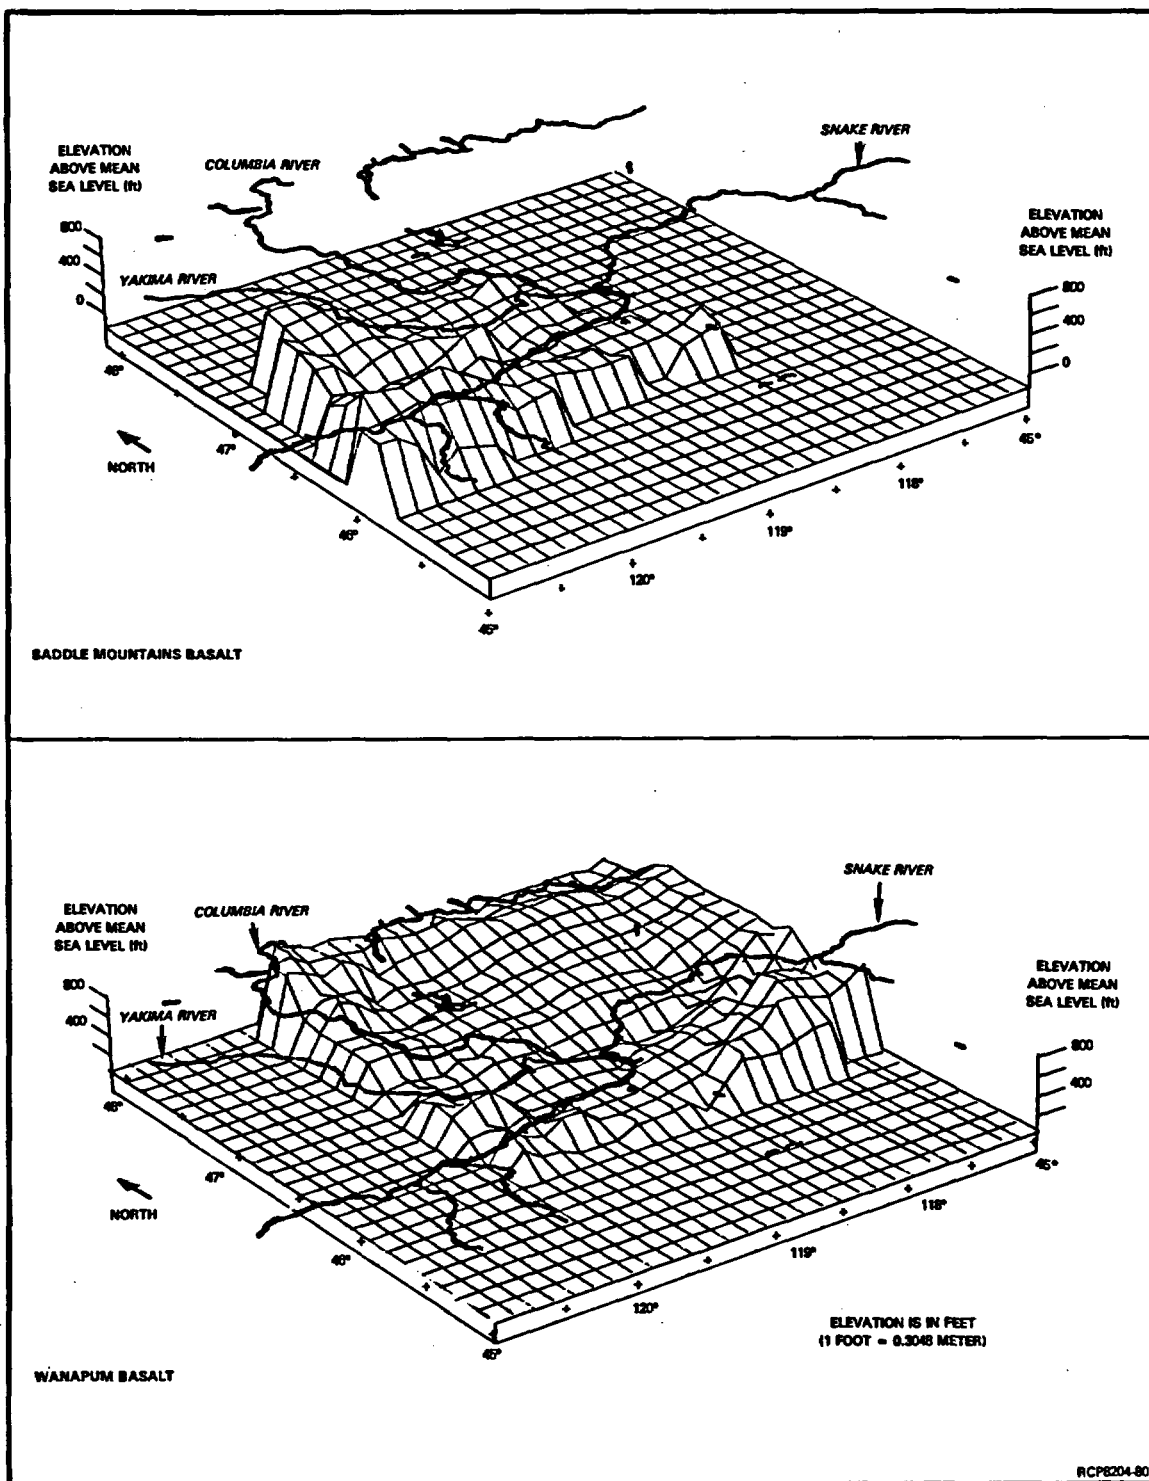 ELEVATION
ABOVE MEAN
SEA LEVEL (ft)
COLUMBIA RIVER
SNAKE RIVER
ELEVATION
ABOVE MEAN
SEA LEVEL (ft)
800
400
0
YAKIMA RIVER
800
400
0
48°
47°
NORTH
46°
45°
120°
119°
118°
45°
SADDLE MOUNTAINS BASALT
ELEVATION
ABOVE MEAN
SEA LEVEL (ft)
COLUMBIA RIVER
SNAKE RIVER
ELEVATION
ABOVE MEAN
SEA LEVEL (ft)
800
400
YAKIMA RIVER
800
400
48°
47°
NORTH
46°
45°
120°
119°
118°
45°
ELEVATION IS IN FEET
(1 FOOT = 0.3048 METER)
WANAPUM BASALT
RCP8204-80